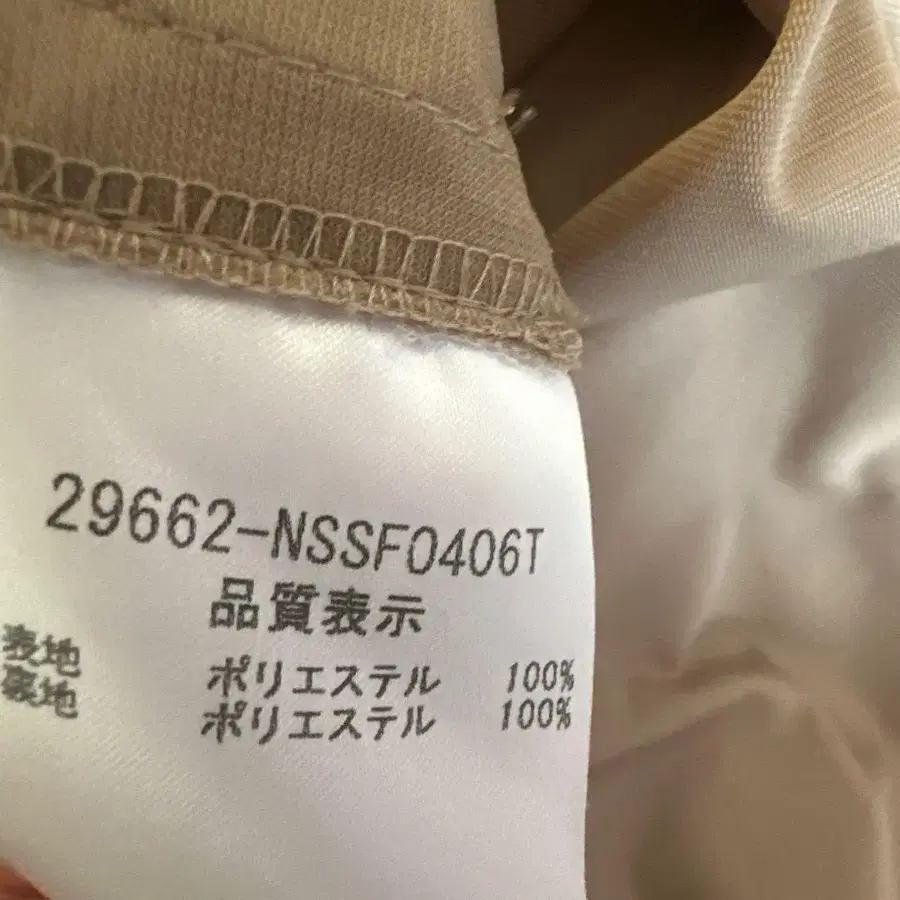 29662-NSSF0406T
品質表示
表地 ポリエステル 100%
裏地 ポリエステル 100%